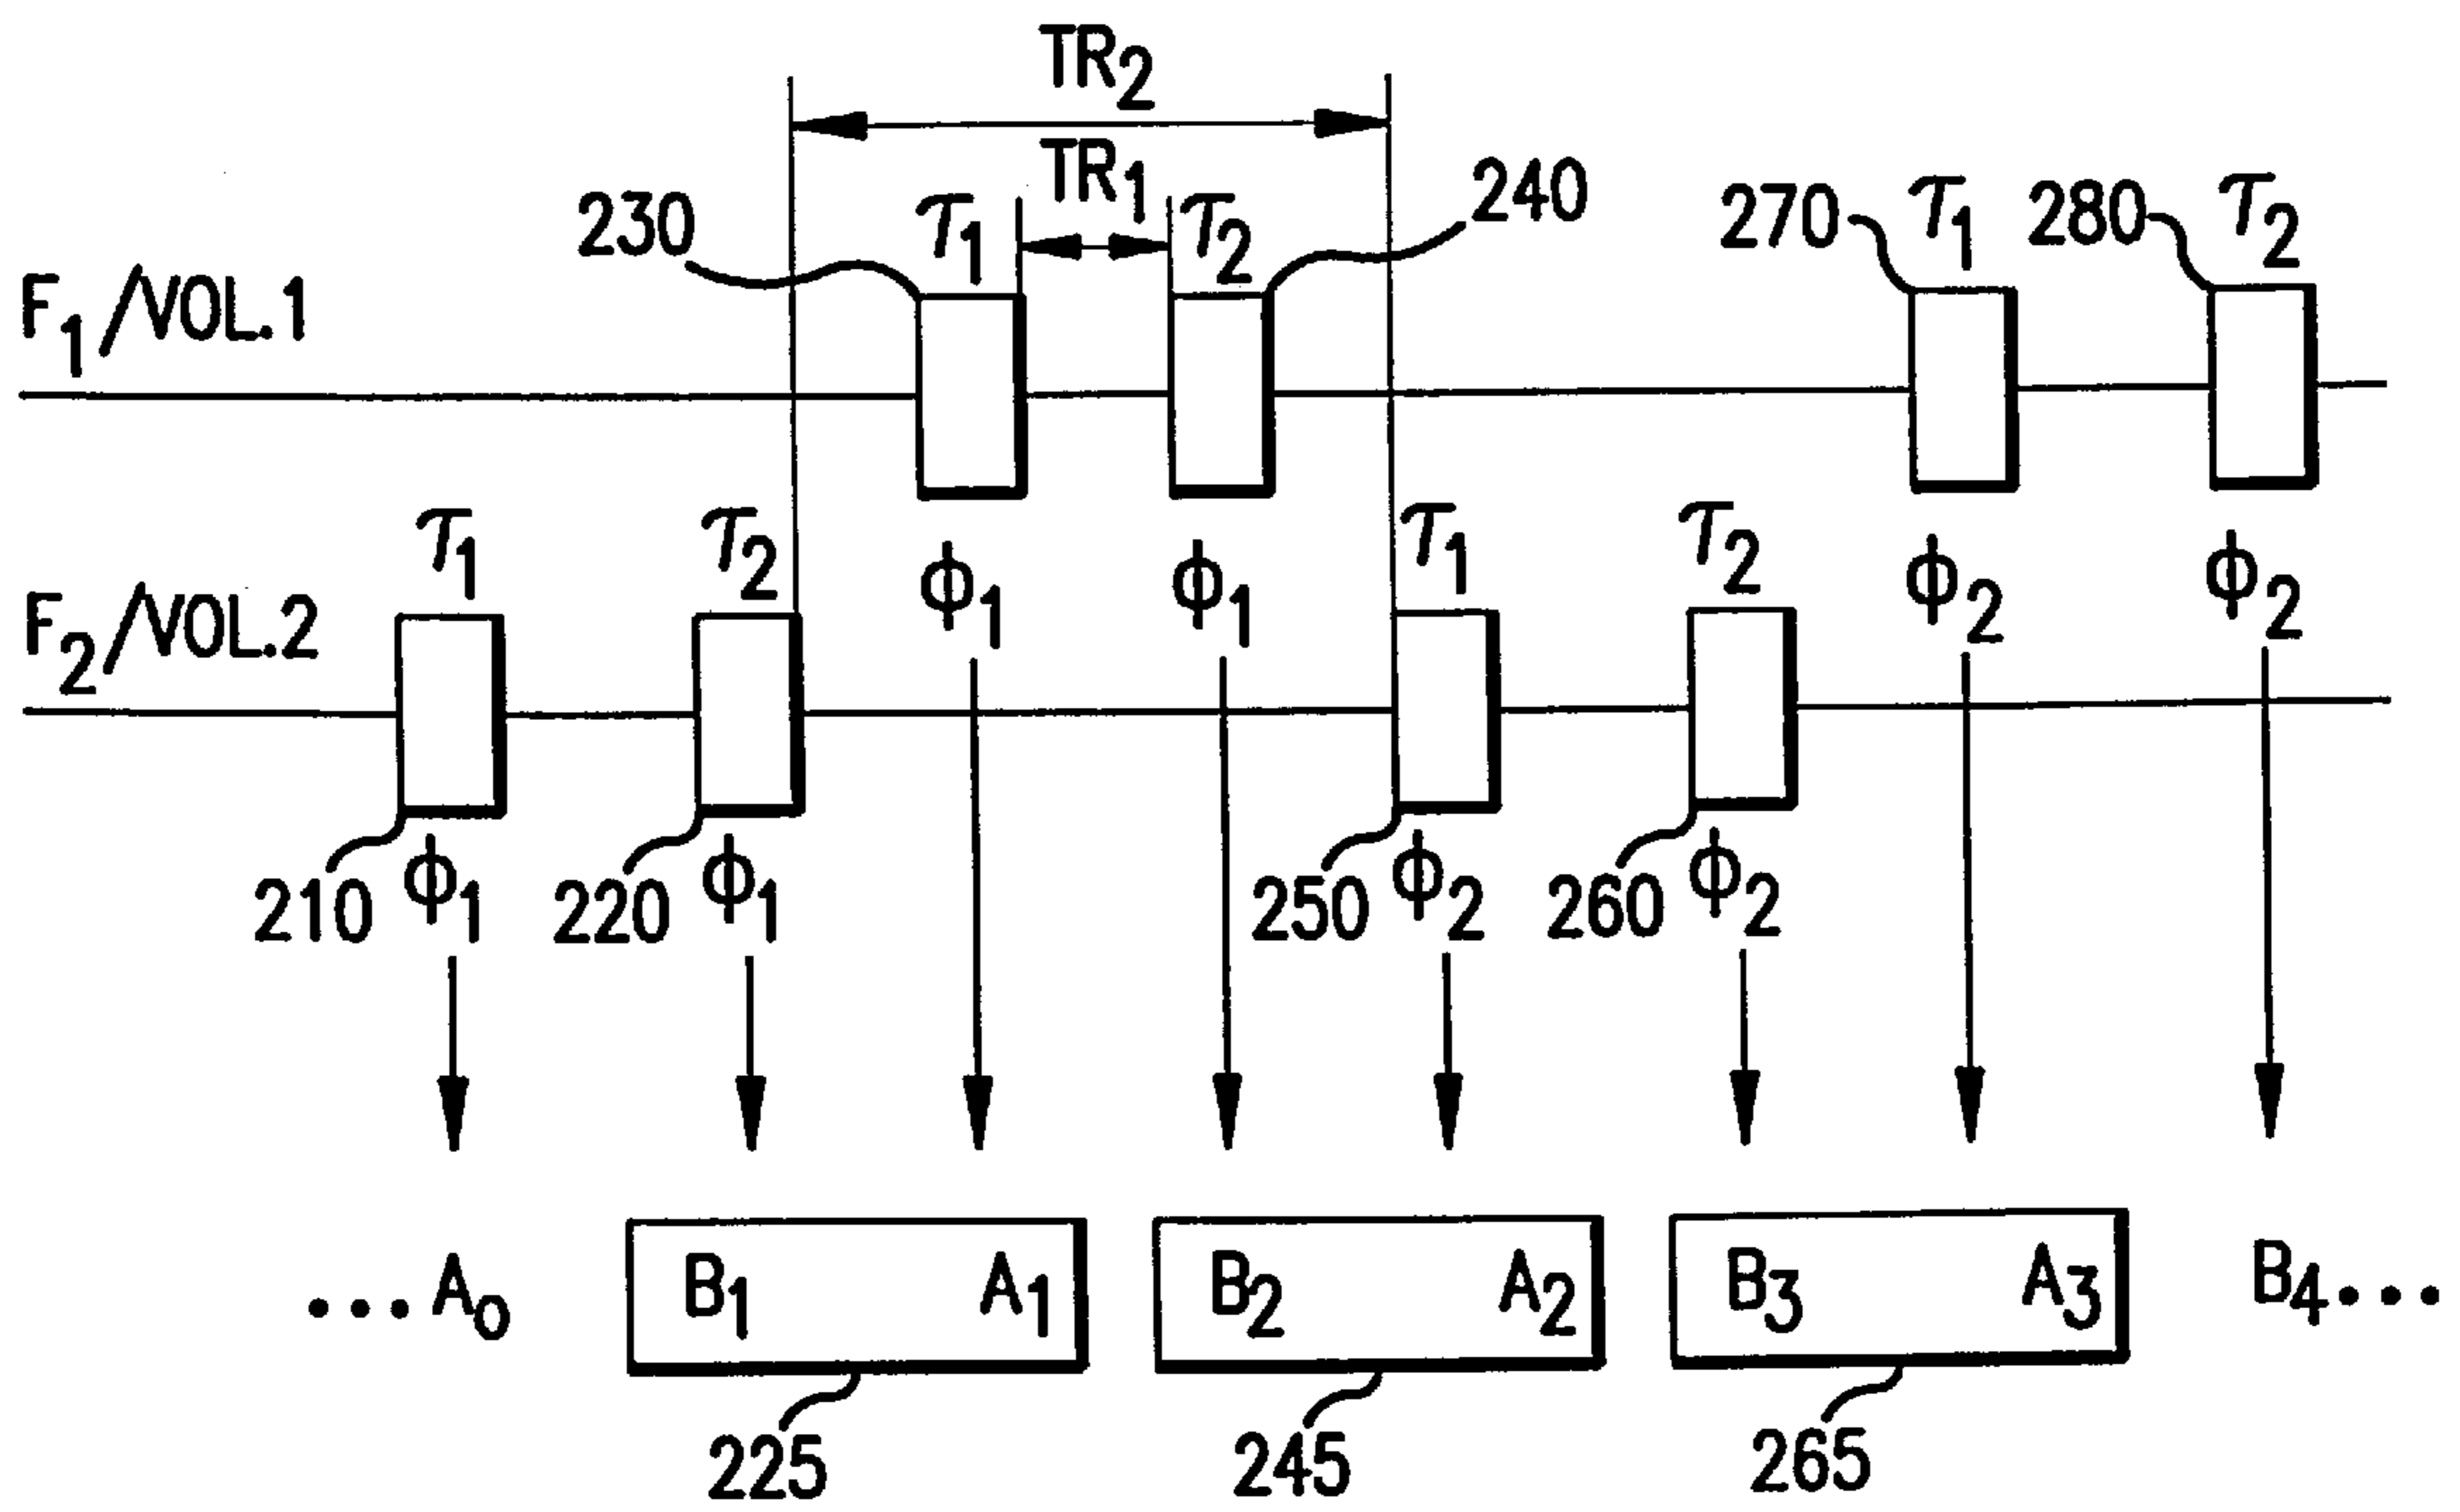 TR2
TR1
230 τ1 τ2 240 270 τ1 280 τ2
F1/VOL.1
τ1 τ2 ϕ1 ϕ1 τ1 τ2 ϕ2 ϕ2
F2/VOL.2
210 ϕ1 220 ϕ1 250 ϕ2 260 ϕ2
...A0 B1 A1 B2 A2 B3 A3 B4...
225 245 265